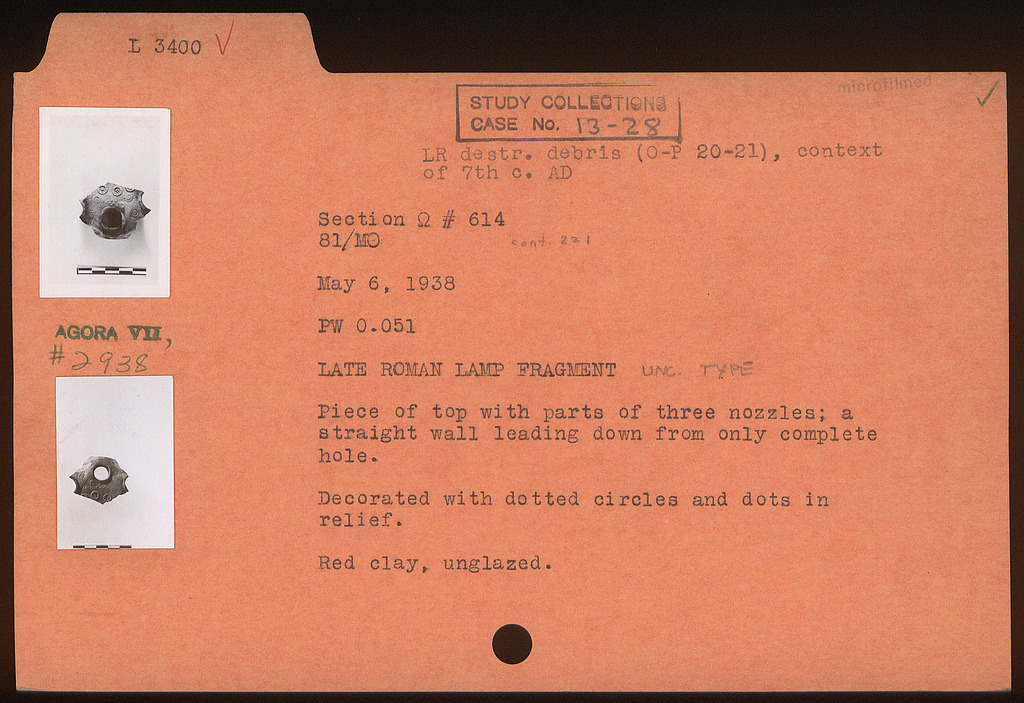 L 3400
microfilmed
STUDY COLLECTIONS
CASE No. 13-28
LR destr. debris (O-P 20-21), context
of 7th c. AD
Section Ω # 614
81/MO
cont. 221
May 6, 1938
PW 0.051
AGORA VII,
#2938
LATE ROMAN LAMP FRAGMENT UNC. TYPE
Piece of top with parts of three nozzles; a
straight wall leading down from only complete
hole.
Decorated with dotted circles and dots in
relief.
Red clay, unglazed.